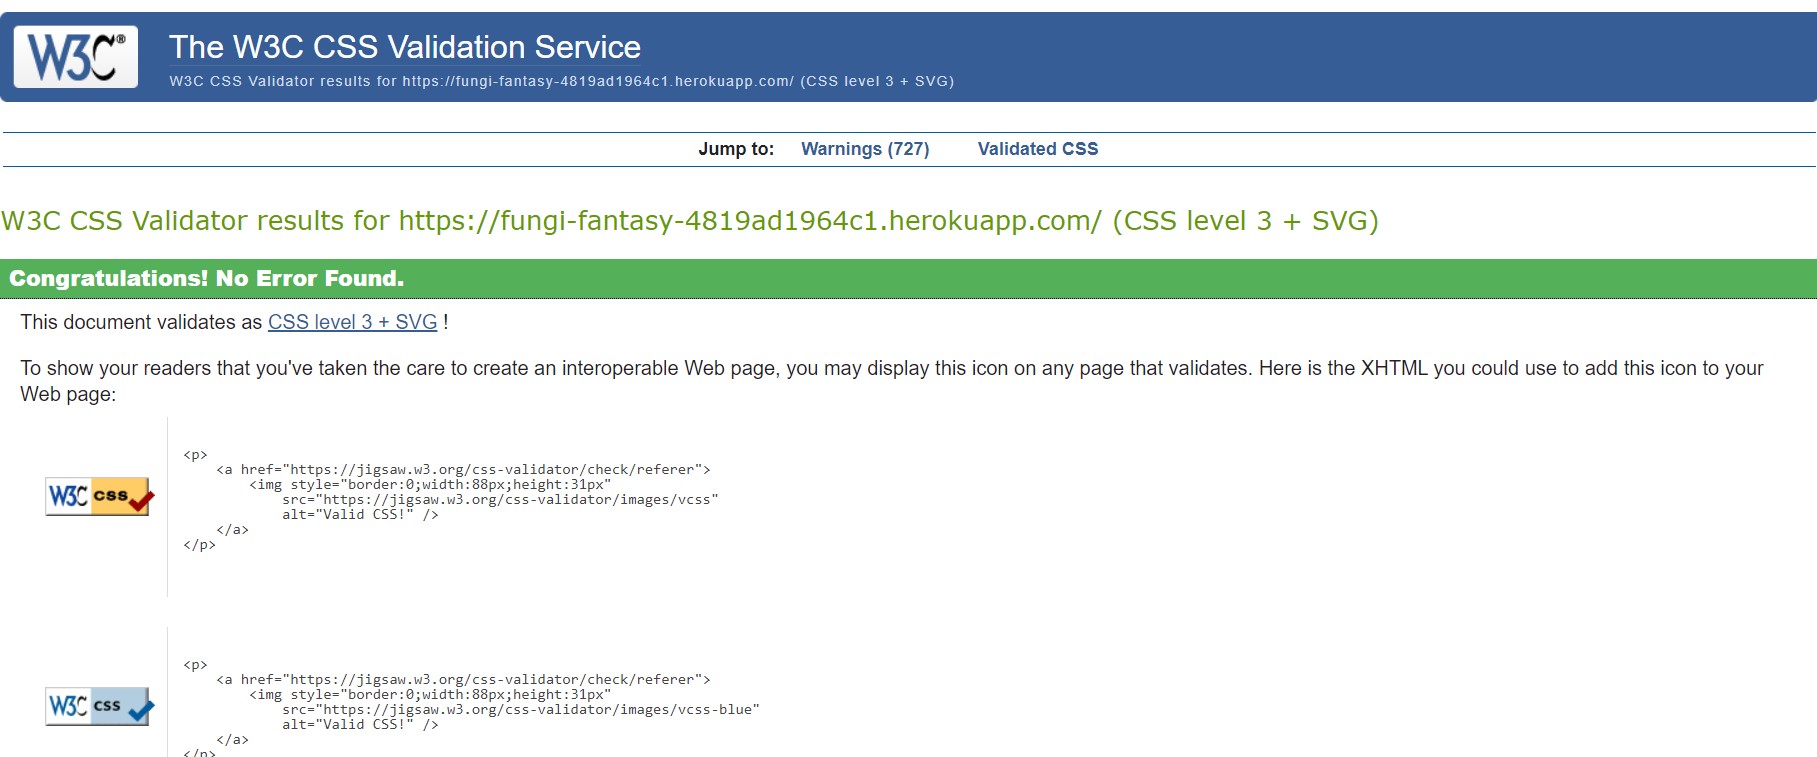 W3C®
The W3C CSS Validation Service
W3C CSS Validator results for https://fungi-fantasy-4819ad1964c1.herokuapp.com/ (CSS level 3 + SVG)
Jump to: Warnings (727) Validated CSS
W3C CSS Validator results for https://fungi-fantasy-4819ad1964c1.herokuapp.com/ (CSS level 3 + SVG)
Congratulations! No Error Found.
This document validates as CSS level 3 + SVG !
To show your readers that you've taken the care to create an interoperable Web page, you may display this icon on any page that validates. Here is the XHTML you could use to add this icon to your
Web page:
W3C css
<p>
<a href="https://jigsaw.w3.org/css-validator/check/referer">
<img style="border:0;width:88px;height:31px"
src="https://jigsaw.w3.org/css-validator/images/vcss"
alt="Valid CSS!" />
</a>
</p>
W3C css
<p>
<a href="https://jigsaw.w3.org/css-validator/check/referer">
<img style="border:0;width:88px;height:31px"
src="https://jigsaw.w3.org/css-validator/images/vcss-blue"
alt="Valid CSS!" />
</a>
</p>